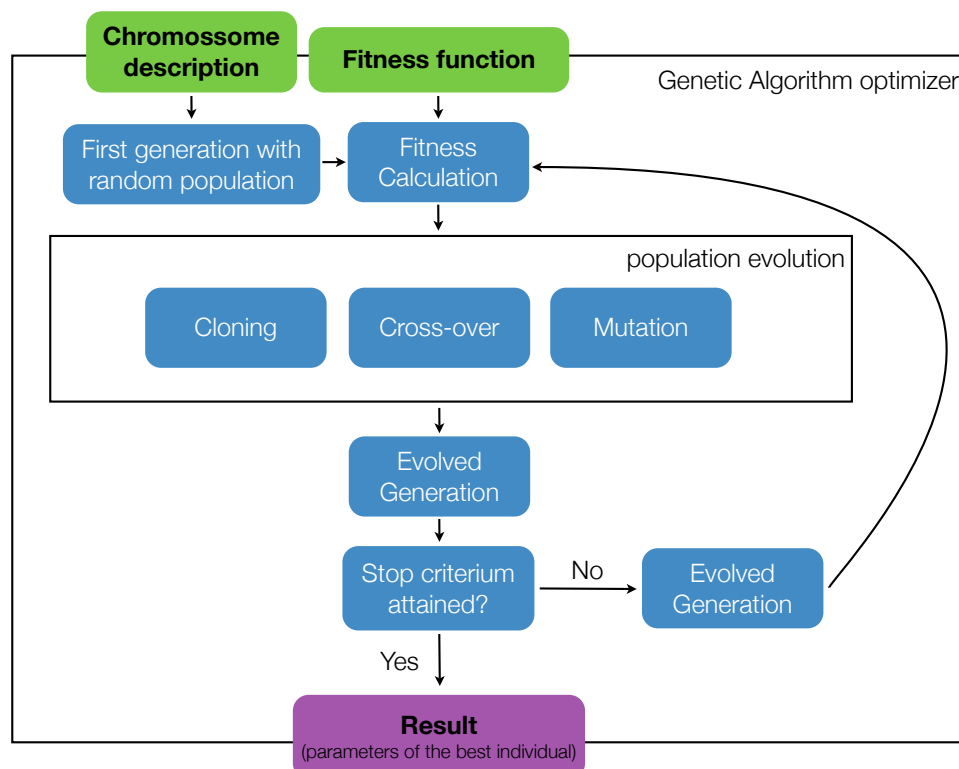 Chromossome
description
Fitness function
Genetic Algorithm optimizer
First generation with
random population
Fitness
Calculation
population evolution
Cloning
Cross-over
Mutation
Evolved
Generation
Stop criterium
attained?
No
Evolved
Generation
Yes
Result
(parameters of the best individual)